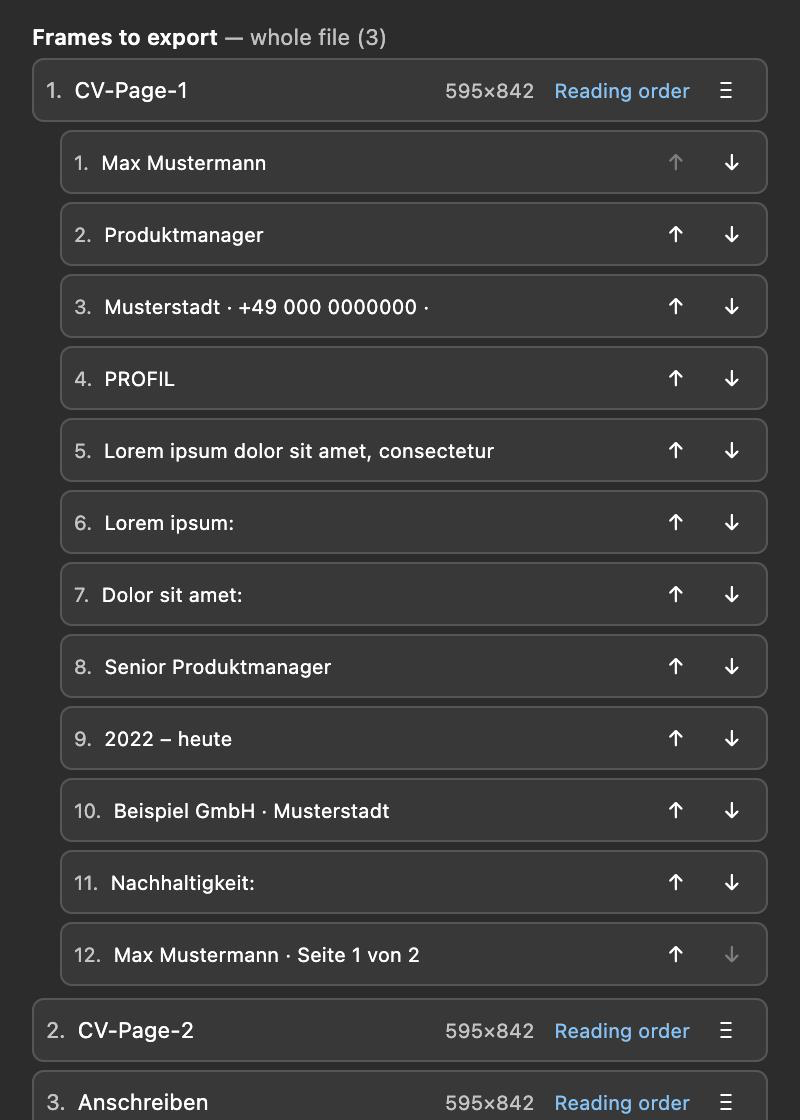 Frames to export — whole file (3)
1. CV-Page-1 595×842 Reading order
1. Max Mustermann ↑ ↓
2. Produktmanager ↑ ↓
3. Musterstadt · +49 000 0000000 · ↑ ↓
4. PROFIL ↑ ↓
5. Lorem ipsum dolor sit amet, consectetur ↑ ↓
6. Lorem ipsum: ↑ ↓
7. Dolor sit amet: ↑ ↓
8. Senior Produktmanager ↑ ↓
9. 2022 – heute ↑ ↓
10. Beispiel GmbH · Musterstadt ↑ ↓
11. Nachhaltigkeit: ↑ ↓
12. Max Mustermann · Seite 1 von 2 ↑ ↓
2. CV-Page-2 595×842 Reading order
3. Anschreiben 595×842 Reading order